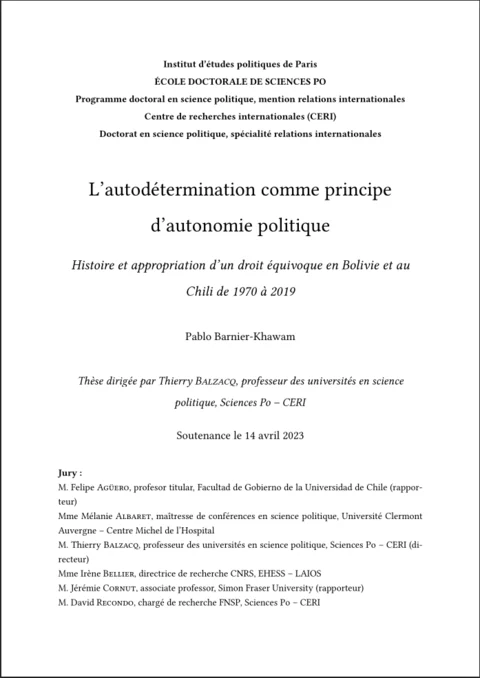 Institut d'études politiques de Paris
ÉCOLE DOCTORALE DE SCIENCES PO
Programme doctoral en science politique, mention relations internationales
Centre de recherches internationales (CERI)
Doctorat en science politique, spécialité relations internationales
L'autodétermination comme principe
d'autonomie politique
Histoire et appropriation d'un droit équivoque en Bolivie et au
Chili de 1970 à 2019
Pablo Barnier-Khawam
Thèse dirigée par Thierry BALZACQ, professeur des universités en science
politique, Sciences Po – CERI
Soutenance le 14 avril 2023
Jury :
M. Felipe AGÜERO, profesor titular, Facultad de Gobierno de la Universidad de Chile (rappor-
teur)
Mme Mélanie ALBARET, maîtresse de conférences en science politique, Université Clermont
Auvergne – Centre Michel de l'Hospital
M. Thierry BALZACQ, professeur des universités en science politique, Sciences Po – CERI (di-
recteur)
Mme Irène BELLIER, directrice de recherche CNRS, EHESS – LAIOS
M. Jérémie CORNUT, associate professor, Simon Fraser University (rapporteur)
M. David RECONDO, chargé de recherche FNSP, Sciences Po – CERI